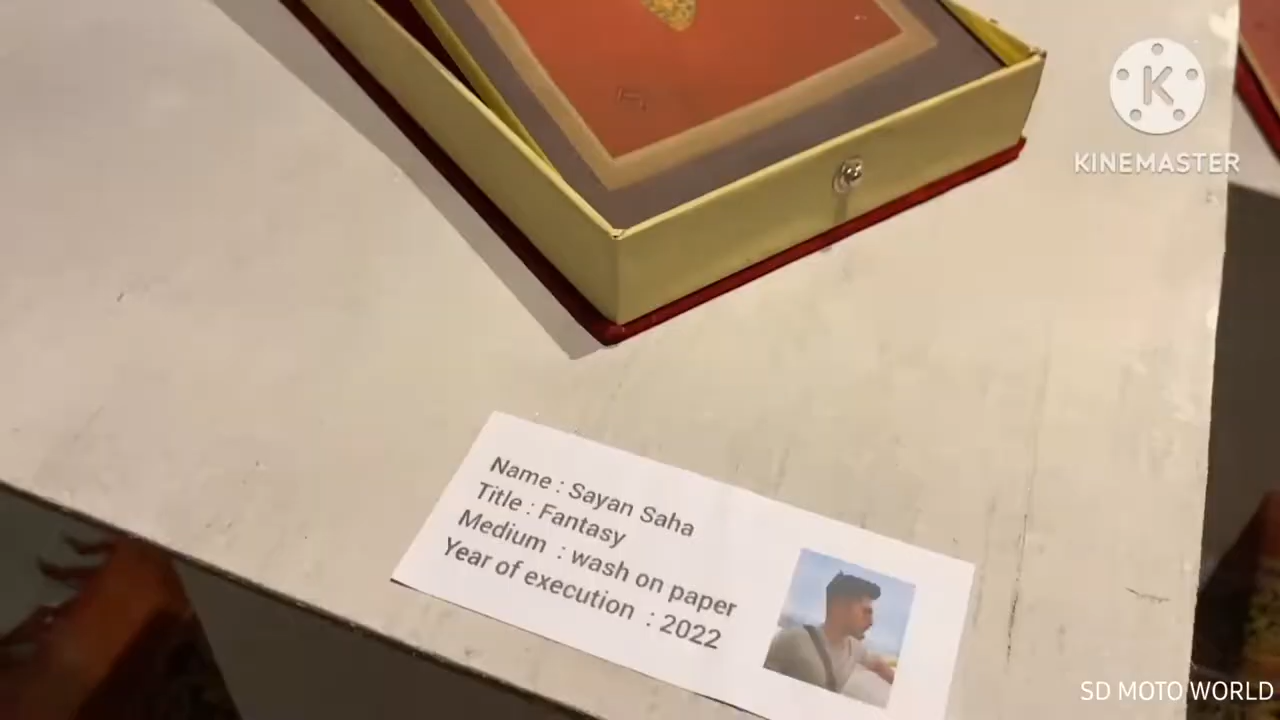 KINEMASTER
Name : Sayan Saha
Title : Fantasy
Medium : wash on paper
Year of execution : 2022
SD MOTO WORLD